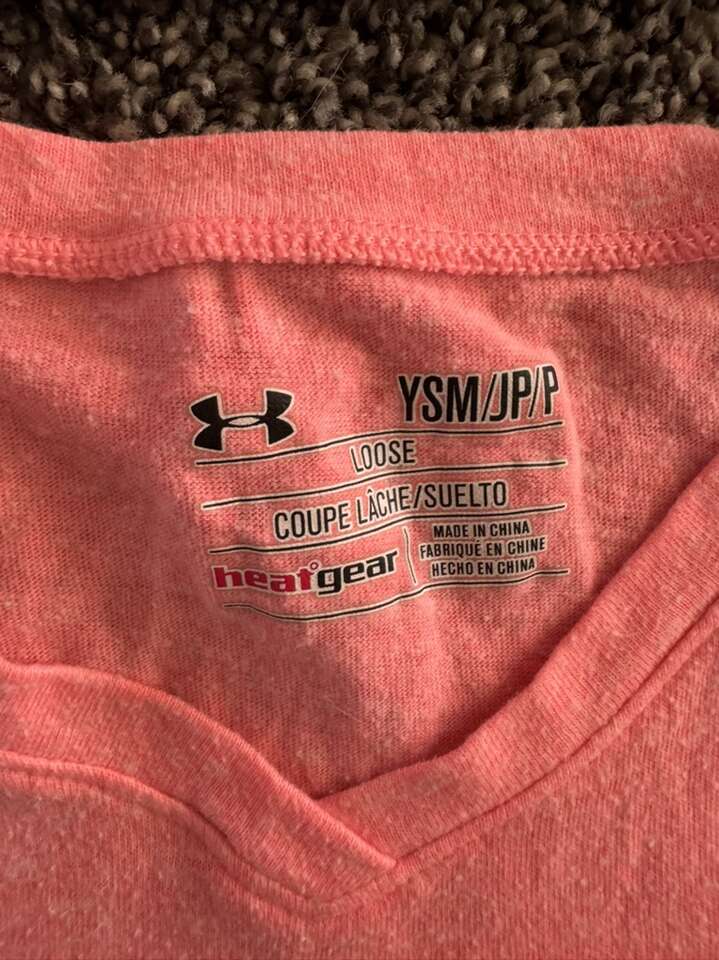 YSM/JP/P
LOOSE
COUPE LÂCHE/SUELTO
heatgear
MADE IN CHINA
FABRIQUÉ EN CHINE
HECHO EN CHINA